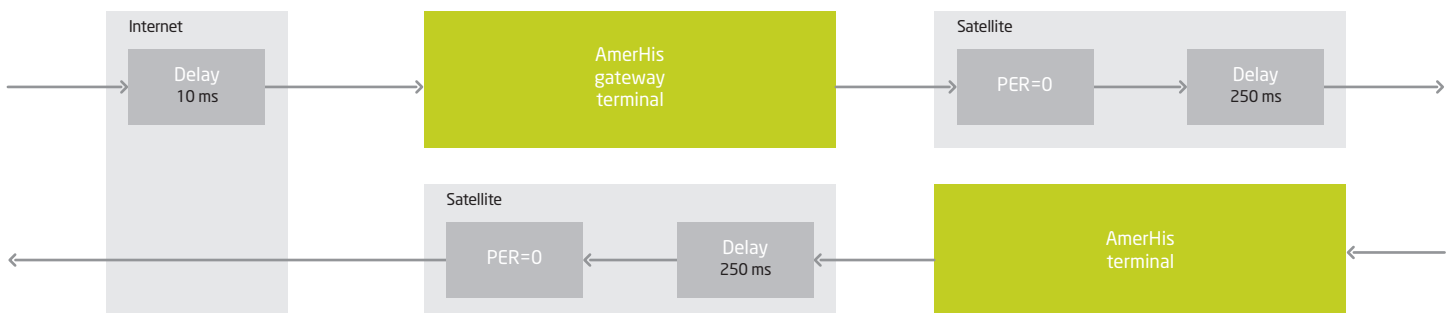 Internet
Delay
10 ms
AmerHis
gateway
terminal
Satellite
PER=0
Delay
250 ms
Satellite
PER=0
Delay
250 ms
AmerHis
terminal